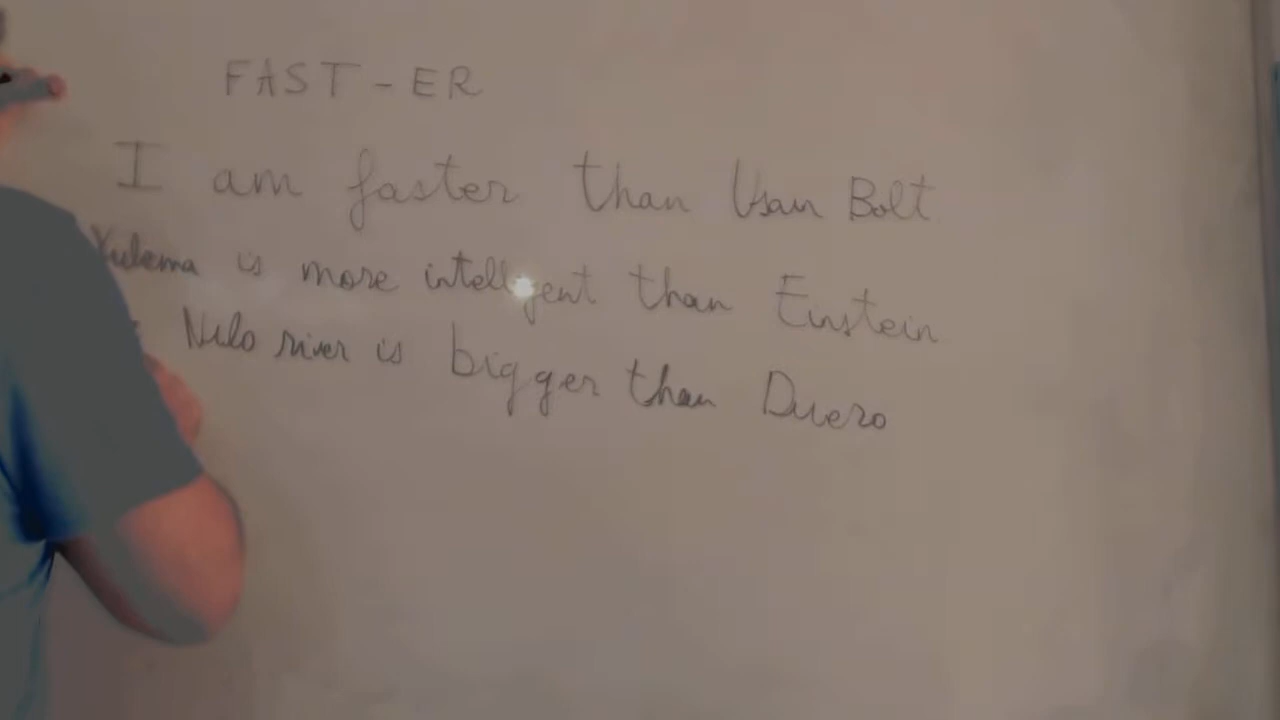 FAST-ER
I am faster than Usain Bolt
is more intelligent than Einstein
Nilo river is bigger than Duero